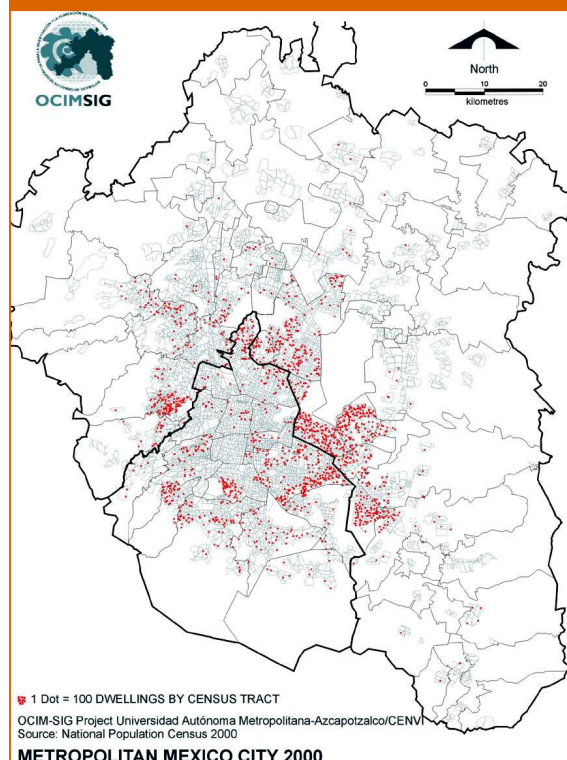 OCIMSIG
North
0 10 20
kilometres
1 Dot = 100 DWELLINGS BY CENSUS TRACT
OCIM-SIG Project Universidad Autónoma Metropolitana-Azcapotzalco/CENVI
Source: National Population Census 2000
METROPOLITAN MEXICO CITY 2000